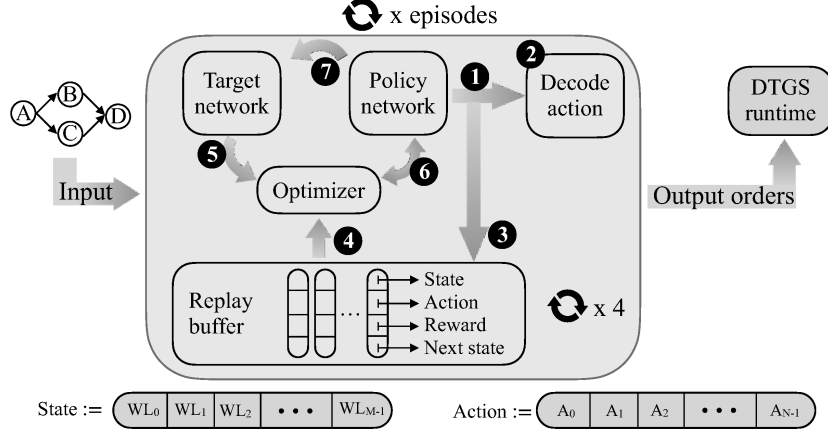 x episodes
A
B
C
D
Input
Target
network
7
Policy
network
1
2
Decode
action
DTGS
runtime
5
6
Optimizer
Output orders
4
3
Replay
buffer
...
State
Action
Reward
Next state
x 4
State := WL0 WL1 WL2 • • • WLM-1
Action := A0 A1 A2 • • • AN-1